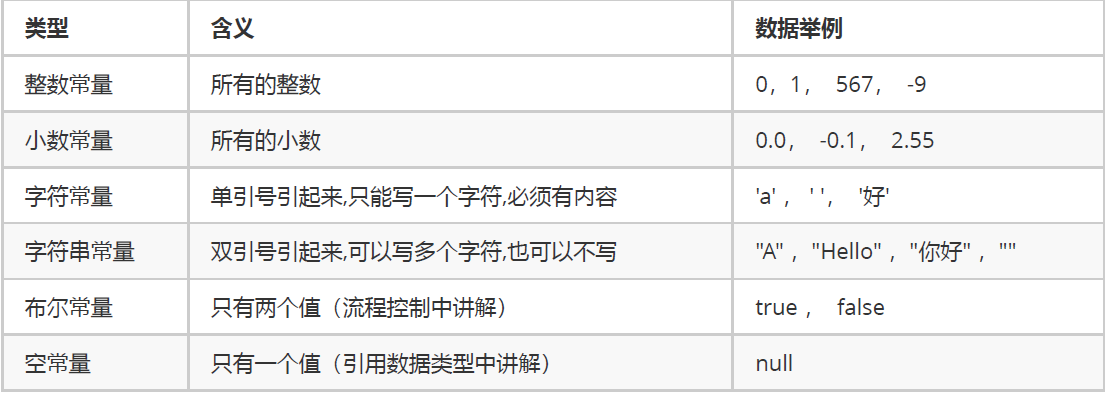 类型 含义 数据举例
整数常量 所有的整数 0，1， 567， -9
小数常量 所有的小数 0.0， -0.1， 2.55
字符常量 单引号引起来,只能写一个字符,必须有内容 'a' ， ' '， '好'
字符串常量 双引号引起来,可以写多个字符,也可以不写 "A" ，"Hello" ，"你好" ，""
布尔常量 只有两个值（流程控制中讲解） true ， false
空常量 只有一个值（引用数据类型中讲解） null